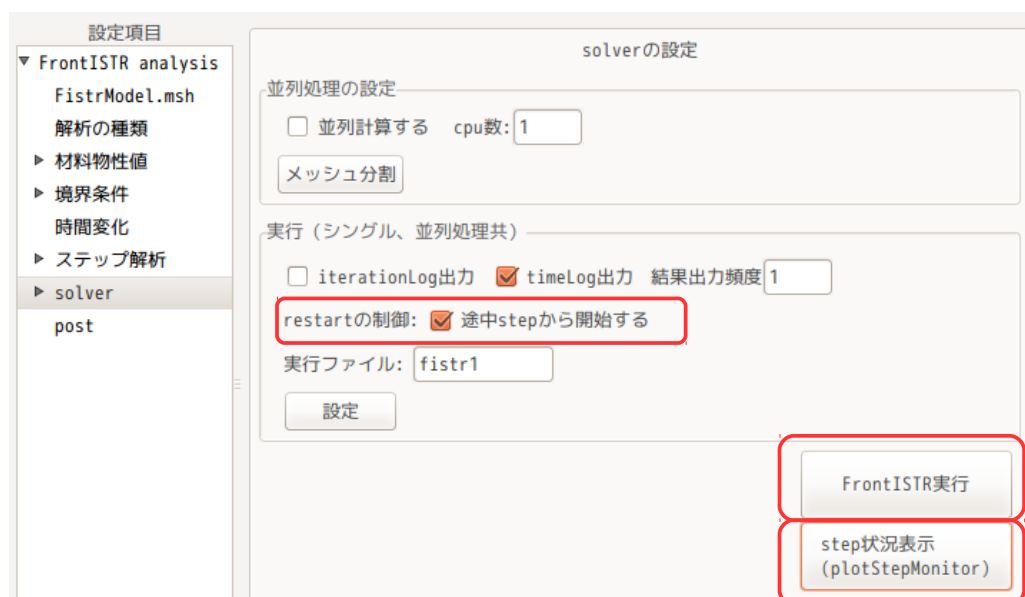 設定項目
FrontISTR analysis
FistrModel.msh
解析の種類
材料物性値
境界条件
時間変化
ステップ解析
solver
post
solverの設定
並列処理の設定
並列計算する cpu数: 1
メッシュ分割
実行（シングル、並列処理共）
iterationLog出力 timeLog出力 結果出力頻度 1
restartの制御: 途中stepから開始する
実行ファイル: fistr1
設定
FrontISTR実行
step状況表示
(plotStepMonitor)